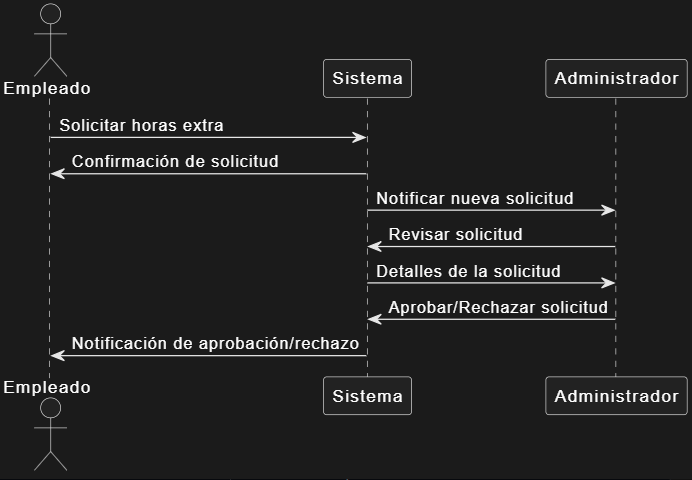 Empleado
Sistema
Administrador
Solicitar horas extra
Confirmación de solicitud
Notificar nueva solicitud
Revisar solicitud
Detalles de la solicitud
Aprobar/Rechazar solicitud
Notificación de aprobación/rechazo
Empleado
Sistema
Administrador